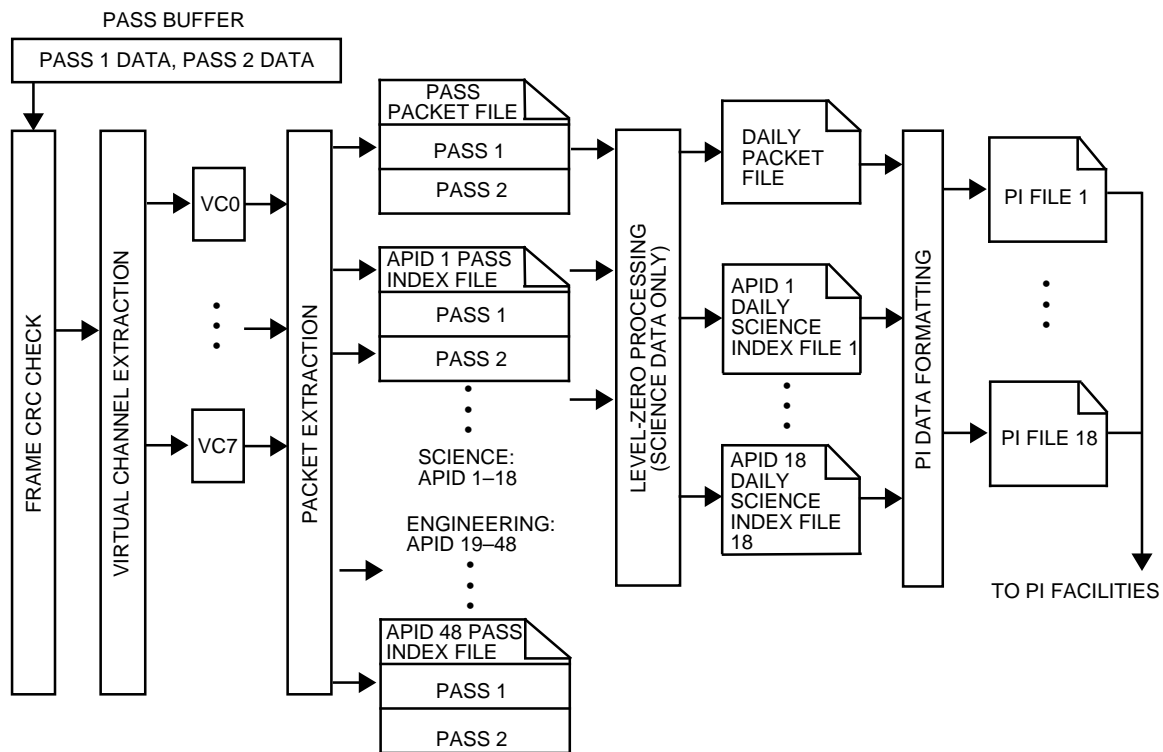 PASS BUFFER
PASS 1 DATA, PASS 2 DATA
FRAME CRC CHECK
VIRTUAL CHANNEL EXTRACTION
VC0
VC7
PACKET EXTRACTION
PASS
PACKET FILE
PASS 1
PASS 2
APID 1 PASS
INDEX FILE
PASS 1
PASS 2
SCIENCE:
APID 1–18
ENGINEERING:
APID 19–48
APID 48 PASS
INDEX FILE
PASS 1
PASS 2
LEVEL-ZERO PROCESSING
(SCIENCE DATA ONLY)
DAILY
PACKET
FILE
APID 1
DAILY
SCIENCE
INDEX FILE 1
APID 18
DAILY
SCIENCE
INDEX FILE
18
PI DATA FORMATTING
PI FILE 1
PI FILE 18
TO PI FACILITIES